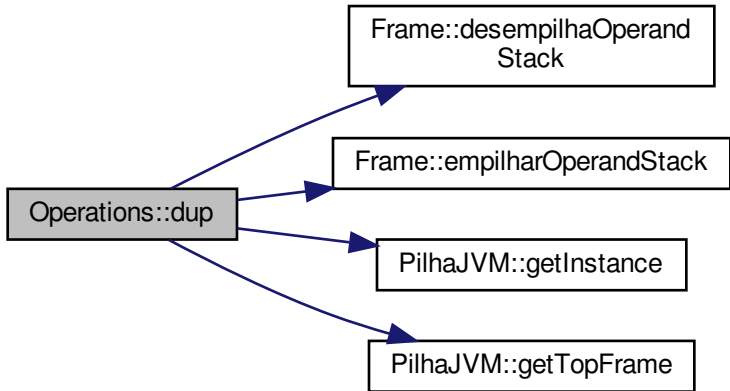 Frame::desempilhaOperand
Stack
Frame::empilharOperandStack
Operations::dup
PilhaJVM::getInstance
PilhaJVM::getTopFrame